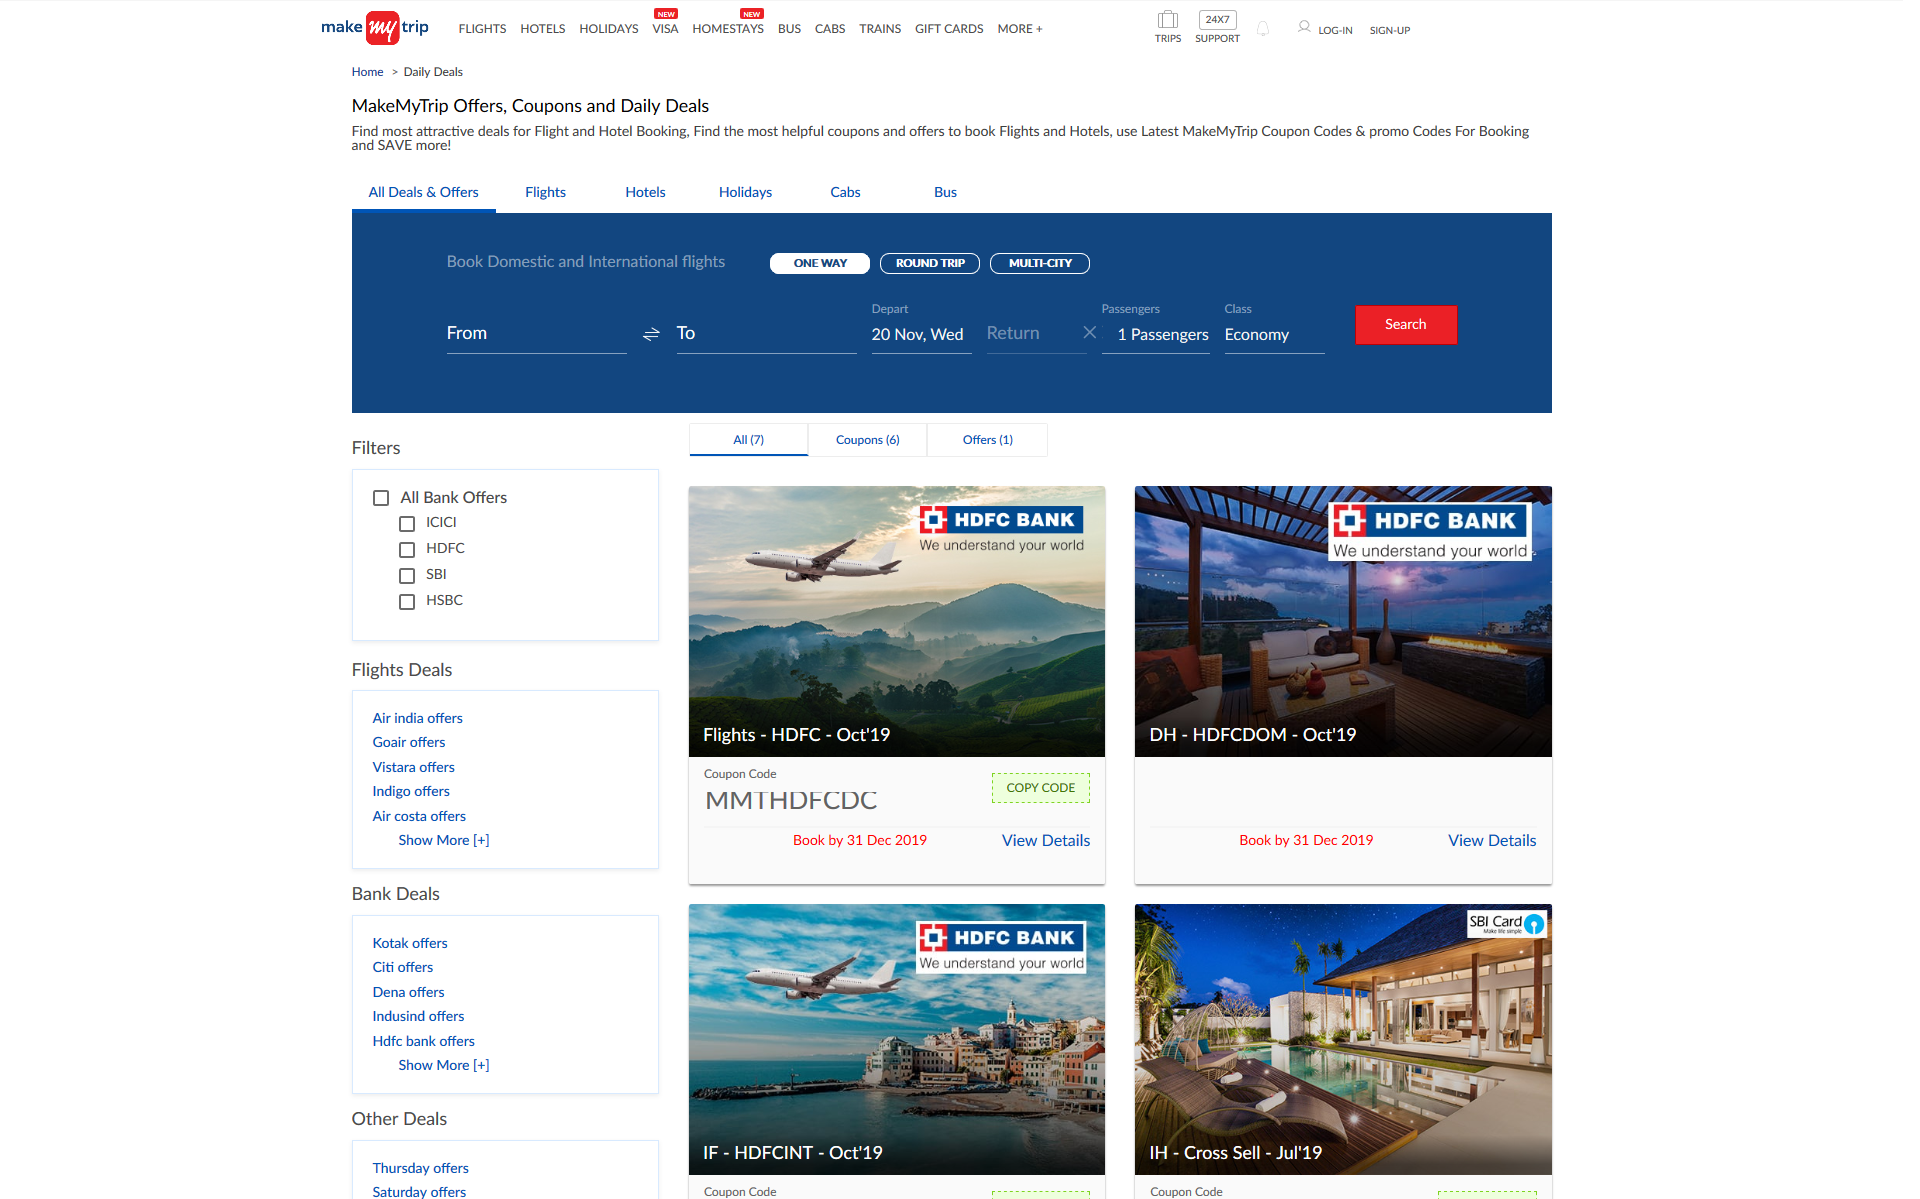 make my trip
FLIGHTS HOTELS HOLIDAYS NEW VISA NEW HOMESTAYS BUS CABS TRAINS GIFT CARDS MORE +
TRIPS 24X7 SUPPORT LOG-IN SIGN-UP
Home > Daily Deals
MakeMyTrip Offers, Coupons and Daily Deals
Find most attractive deals for Flight and Hotel Booking, Find the most helpful coupons and offers to book Flights and Hotels, use Latest MakeMyTrip Coupon Codes & promo Codes For Booking
and SAVE more!
All Deals & Offers Flights Hotels Holidays Cabs Bus
Book Domestic and International flights ONE WAY ROUND TRIP MULTI-CITY
Depart Passengers Class
From To 20 Nov, Wed Return 1 Passengers Economy Search
All (7) Coupons (6) Offers (1)
Filters
All Bank Offers
ICICI
HDFC
SBI
HSBC
Flights Deals
Air india offers
Goair offers
Vistara offers
Indigo offers
Air costa offers
Show More [+]
Bank Deals
Kotak offers
Citi offers
Dena offers
Indusind offers
Hdfc bank offers
Show More [+]
Other Deals
Thursday offers
Saturday offers
HDFC BANK
We understand your world
Flights - HDFC - Oct'19
Coupon Code
MMTHDFCDC
COPY CODE
Book by 31 Dec 2019 View Details
HDFC BANK
We understand your world
DH - HDFCDOM - Oct'19
Book by 31 Dec 2019 View Details
HDFC BANK
We understand your world
IF - HDFCINT - Oct'19
Coupon Code
SBI Card
Make life simple
IH - Cross Sell - Jul'19
Coupon Code